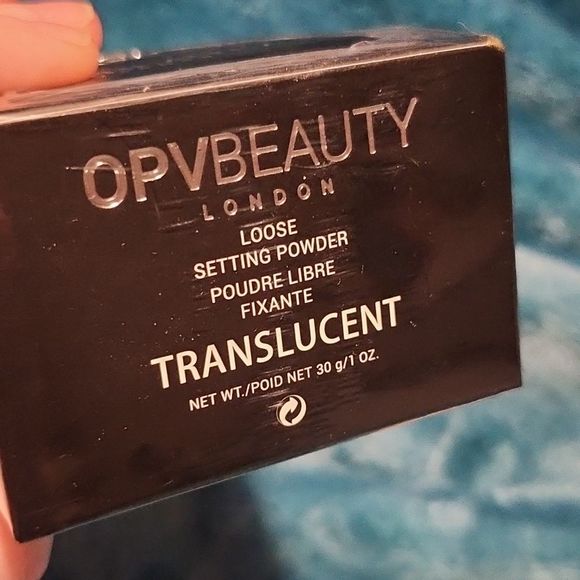 OPVBEAUTY
LONDON
LOOSE
SETTING POWDER
POUDRE LIBRE
FIXANTE
TRANSLUCENT
NET WT./POID NET 30 g/1 OZ.